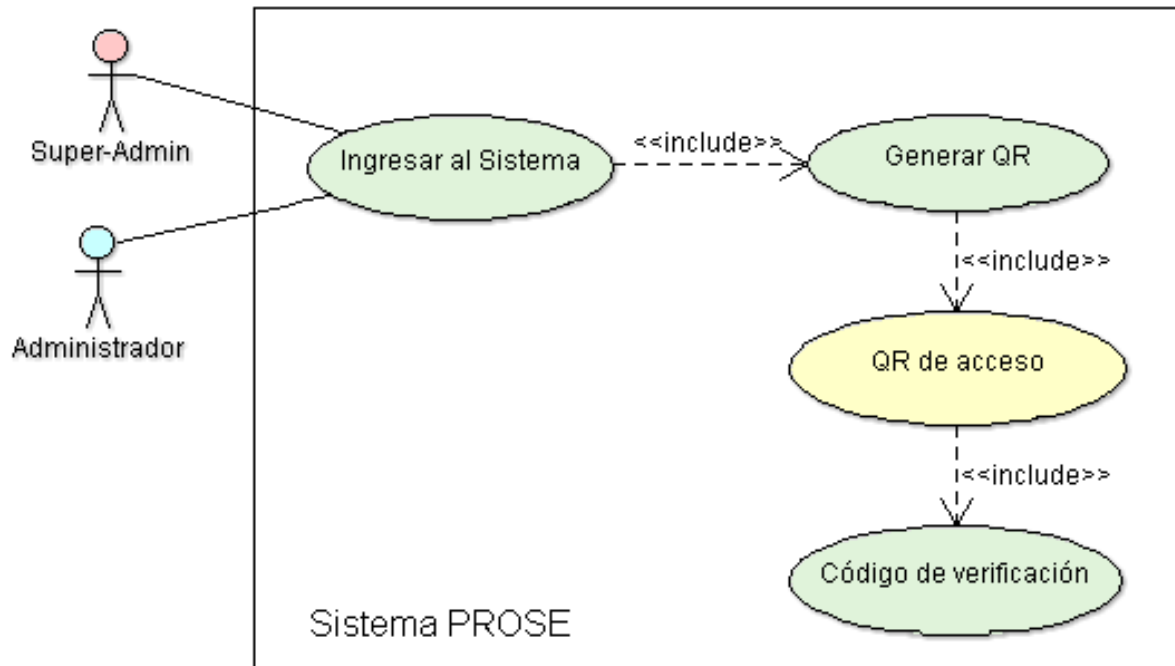 Super-Admin
Ingresar al Sistema
<<include>>
Generar QR
Administrador
<<include>>
QR de acceso
<<include>>
Código de verificación
Sistema PROSE